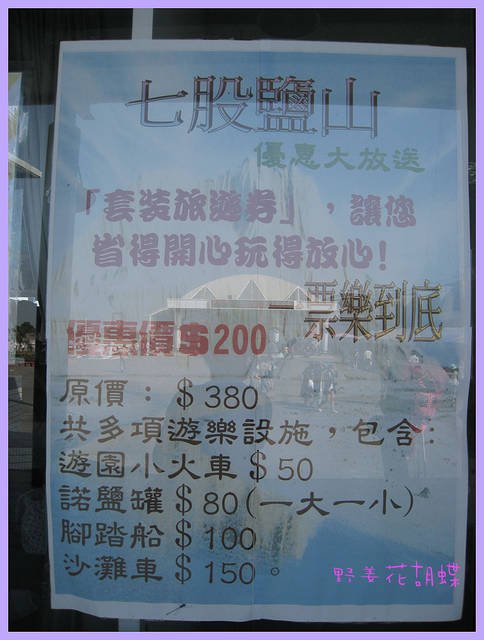 七股鹽山
優惠大放送
「套裝旅遊券」，讓您
省得開心玩得放心!
一票樂到底
優惠價$200
原價：$380
共多項遊樂設施，包含:
遊園小火車$50
諾鹽罐$80(一大一小)
腳踏船$100
沙灘車$150。
野姜花胡蝶